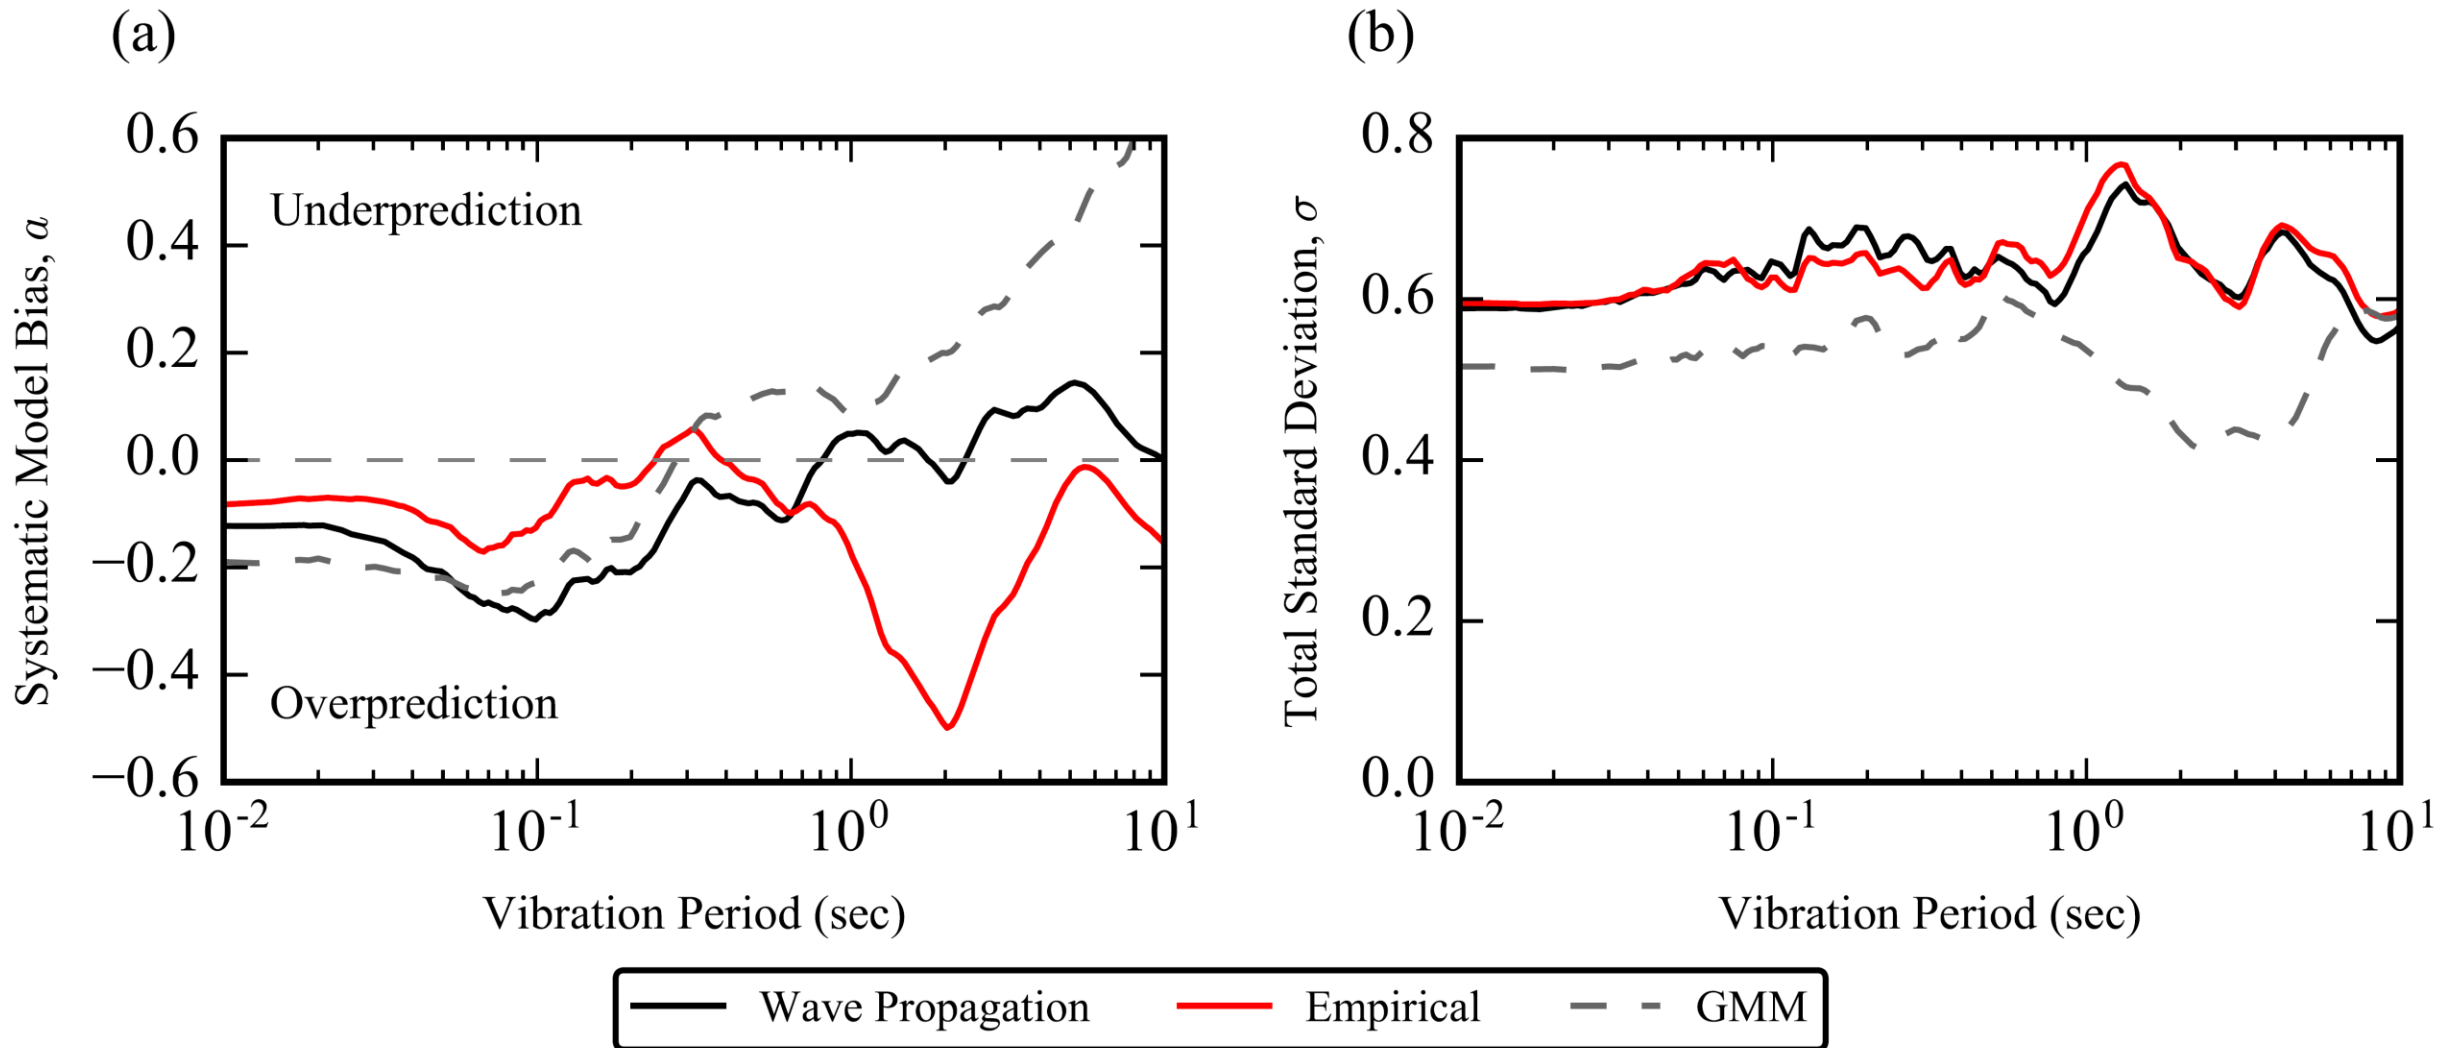 (a)
(b)
Systematic Model Bias, a
0.6
0.4
0.2
0.0
−0.2
−0.4
−0.6
Underprediction
Overprediction
10-2 10-1 100 101
Vibration Period (sec)
Total Standard Deviation, σ
0.8
0.6
0.4
0.2
0.0
10-2 10-1 100 101
Vibration Period (sec)
Wave Propagation Empirical GMM